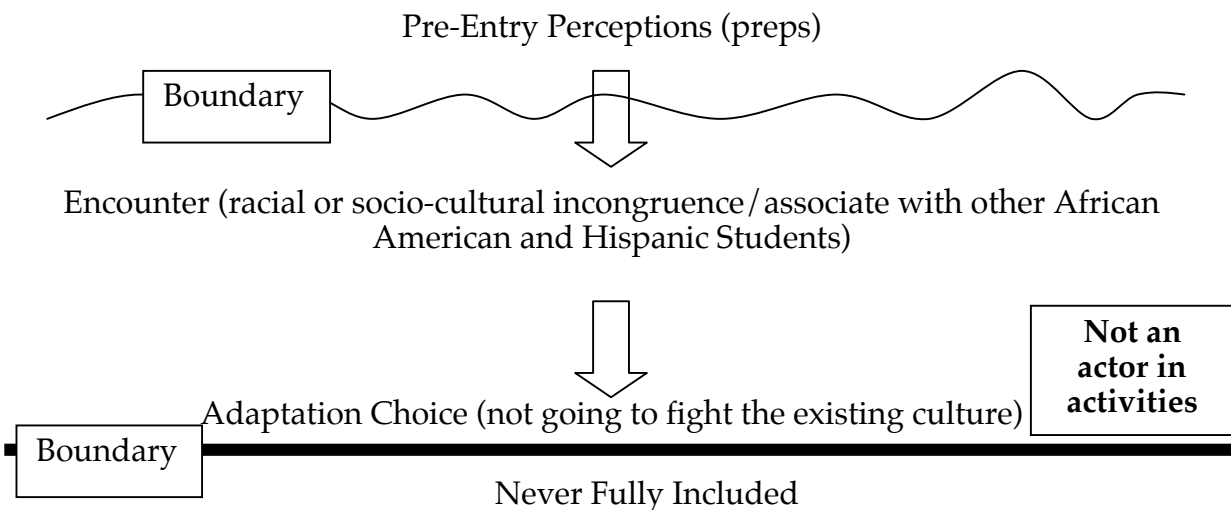 Pre-Entry Perceptions (preps)
Boundary
Encounter (racial or socio-cultural incongruence/associate with other African
American and Hispanic Students)
Not an
actor in
activities
Adaptation Choice (not going to fight the existing culture)
Boundary
Never Fully Included